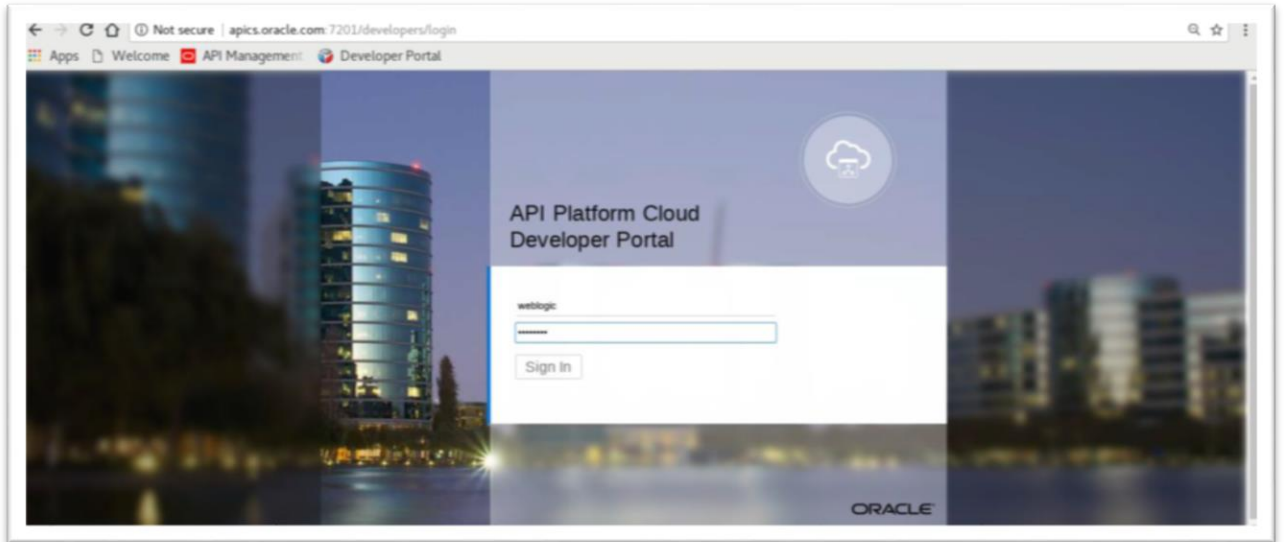 Not secure | apics.oracle.com:7201/developers/login
Apps Welcome API Management Developer Portal
API Platform Cloud
Developer Portal
weblogic
•••••••••
Sign In
ORACLE